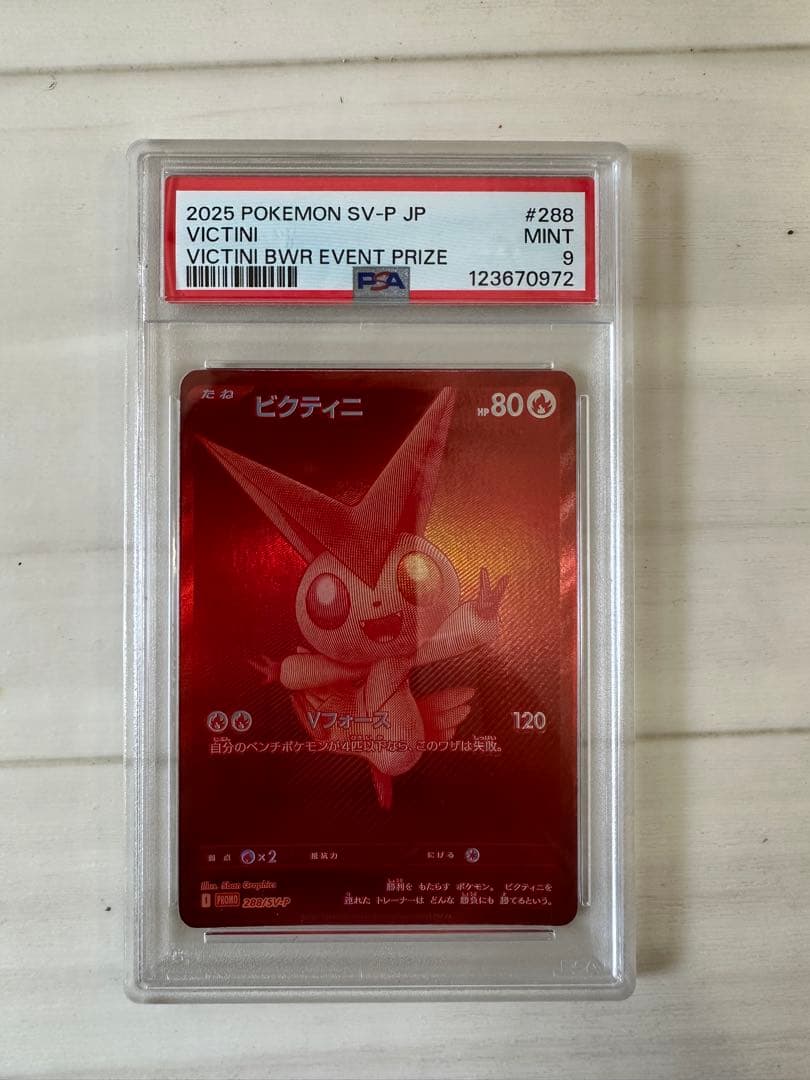 2025 POKEMON SV-P JP #288
VICTINI MINT
VICTINI BWR EVENT PRIZE 9
PSA 123670972
たね ビクティニ HP 80
Vフォース 120
自分のベンチポケモンが4匹以下なら、このワザは失敗。
弱点 ×2 抵抗力 にげる
Illus. 5ban Graphics
I PROMO 288/SV-P
勝利を もたらす ポケモン。 ビクティニを
連れた トレーナーは どんな 勝負にも 勝てるという。